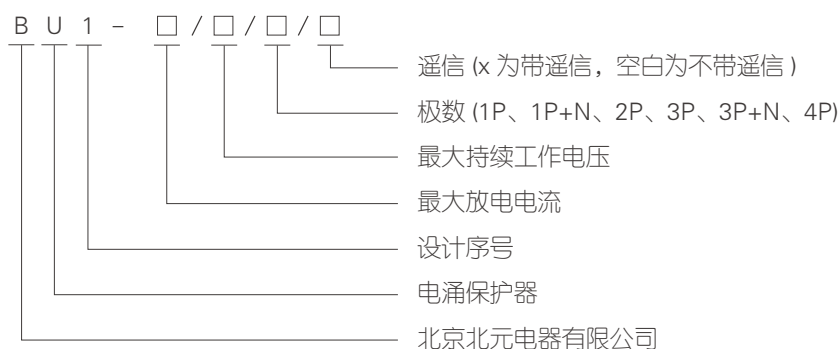 BU1- □/□/□/□
遥信 (x 为带遥信，空白为不带遥信 )
极数 (1P、1P+N、2P、3P、3P+N、4P)
最大持续工作电压
最大放电电流
设计序号
电涌保护器
北京北元电器有限公司